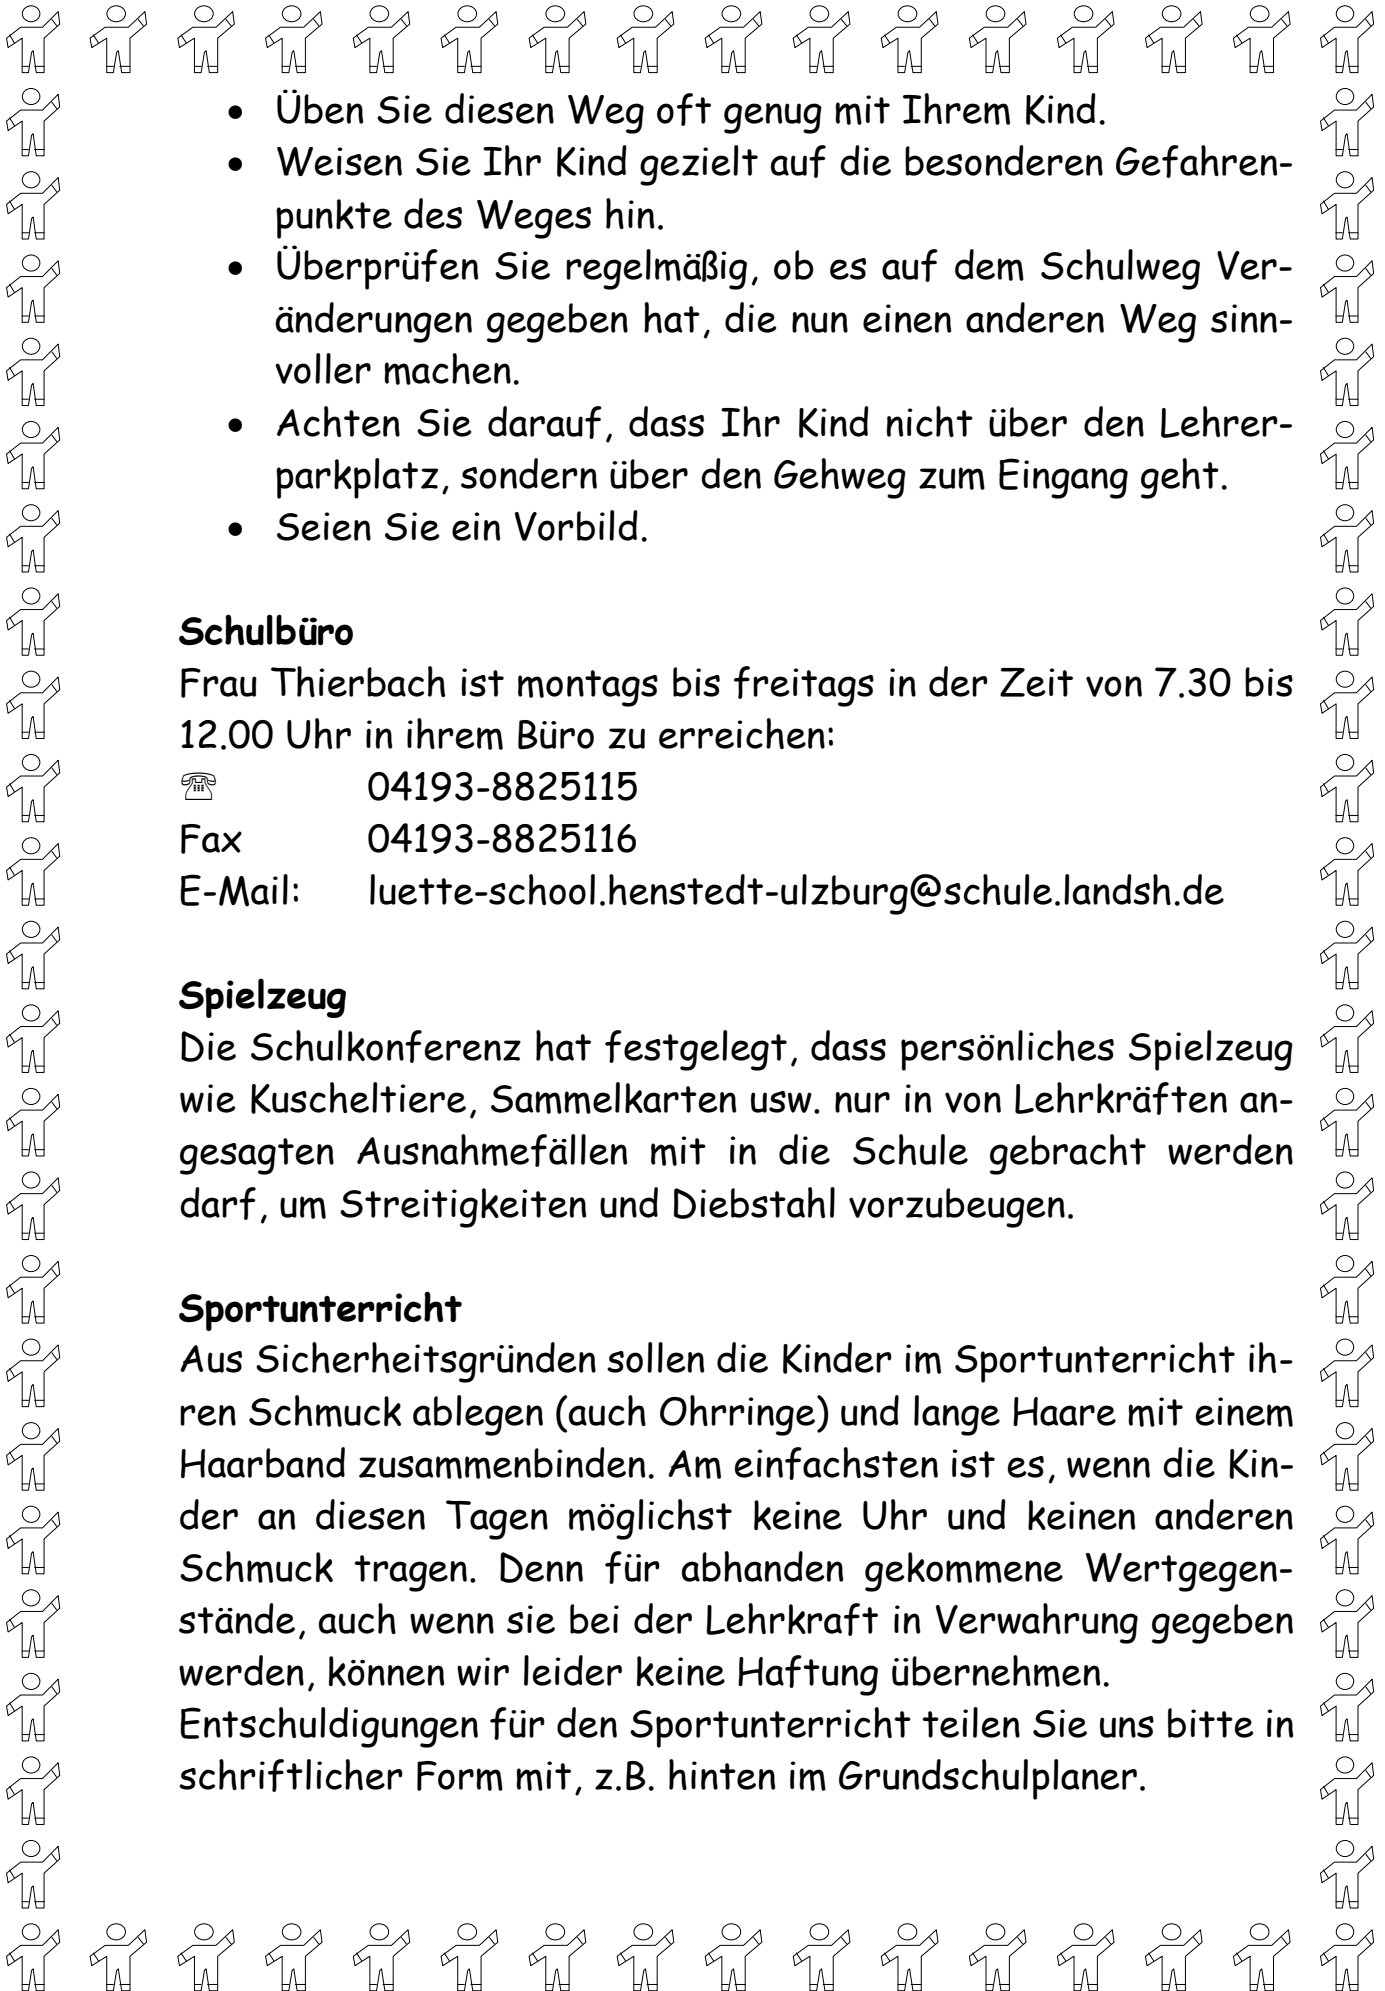 • Üben Sie diesen Weg oft genug mit Ihrem Kind.
• Weisen Sie Ihr Kind gezielt auf die besonderen Gefahren-
punkte des Weges hin.
• Überprüfen Sie regelmäßig, ob es auf dem Schulweg Ver-
änderungen gegeben hat, die nun einen anderen Weg sinn-
voller machen.
• Achten Sie darauf, dass Ihr Kind nicht über den Lehrer-
parkplatz, sondern über den Gehweg zum Eingang geht.
• Seien Sie ein Vorbild.
Schulbüro
Frau Thierbach ist montags bis freitags in der Zeit von 7.30 bis
12.00 Uhr in ihrem Büro zu erreichen:
☏ 04193-8825115
Fax 04193-8825116
E-Mail: luette-school.henstedt-ulzburg@schule.landsh.de
Spielzeug
Die Schulkonferenz hat festgelegt, dass persönliches Spielzeug
wie Kuscheltiere, Sammelkarten usw. nur in von Lehrkräften an-
gesagten Ausnahmefällen mit in die Schule gebracht werden
darf, um Streitigkeiten und Diebstahl vorzubeugen.
Sportunterricht
Aus Sicherheitsgründen sollen die Kinder im Sportunterricht ih-
ren Schmuck ablegen (auch Ohrringe) und lange Haare mit einem
Haarband zusammenbinden. Am einfachsten ist es, wenn die Kin-
der an diesen Tagen möglichst keine Uhr und keinen anderen
Schmuck tragen. Denn für abhanden gekommene Wertgegen-
stände, auch wenn sie bei der Lehrkraft in Verwahrung gegeben
werden, können wir leider keine Haftung übernehmen.
Entschuldigungen für den Sportunterricht teilen Sie uns bitte in
schriftlicher Form mit, z.B. hinten im Grundschulplaner.